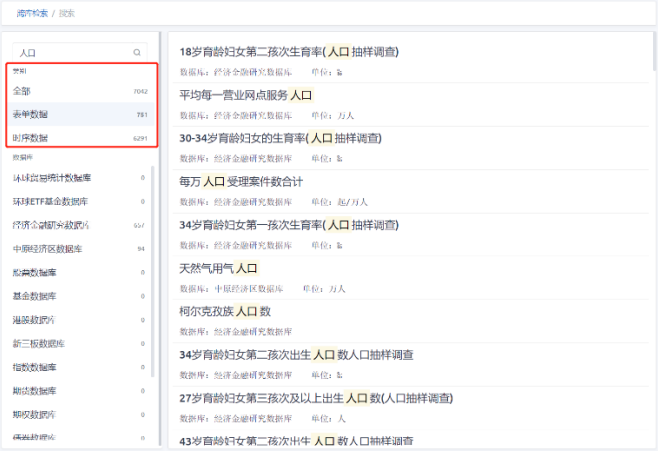 跨库检索 / 搜索
人口
类别
全部 7042
表单数据 781
时序数据 6291
数据库
环球贸易统计数据库 0
环球ETF基金数据库 0
经济金融研究数据库 657
中原经济区数据库 94
股票数据库 0
基金数据库 0
港股数据库 0
新三板数据库 0
指数数据库 0
期货数据库 0
期权数据库 0
债券数据库 0
18岁育龄妇女第二孩次生育率(人口抽样调查)
数据库：经济金融研究数据库 单位：‰
平均每一营业网点服务人口
数据库：经济金融研究数据库 单位：万人
30-34岁育龄妇女的生育率(人口抽样调查)
数据库：经济金融研究数据库 单位：‰
每万人口受理案件数合计
数据库：经济金融研究数据库 单位：起/万人
34岁育龄妇女第一孩次生育率(人口抽样调查)
数据库：经济金融研究数据库 单位：‰
天然气用气人口
数据库：中原经济区数据库 单位：万人
柯尔克孜族人口数
数据库：经济金融研究数据库
34岁育龄妇女第二孩次出生人口数人口抽样调查
数据库：经济金融研究数据库 单位：‰
27岁育龄妇女第三孩次及以上出生人口数(人口抽样调查)
数据库：经济金融研究数据库 单位：人
43岁育龄妇女第二孩次出生人口数人口抽样调查